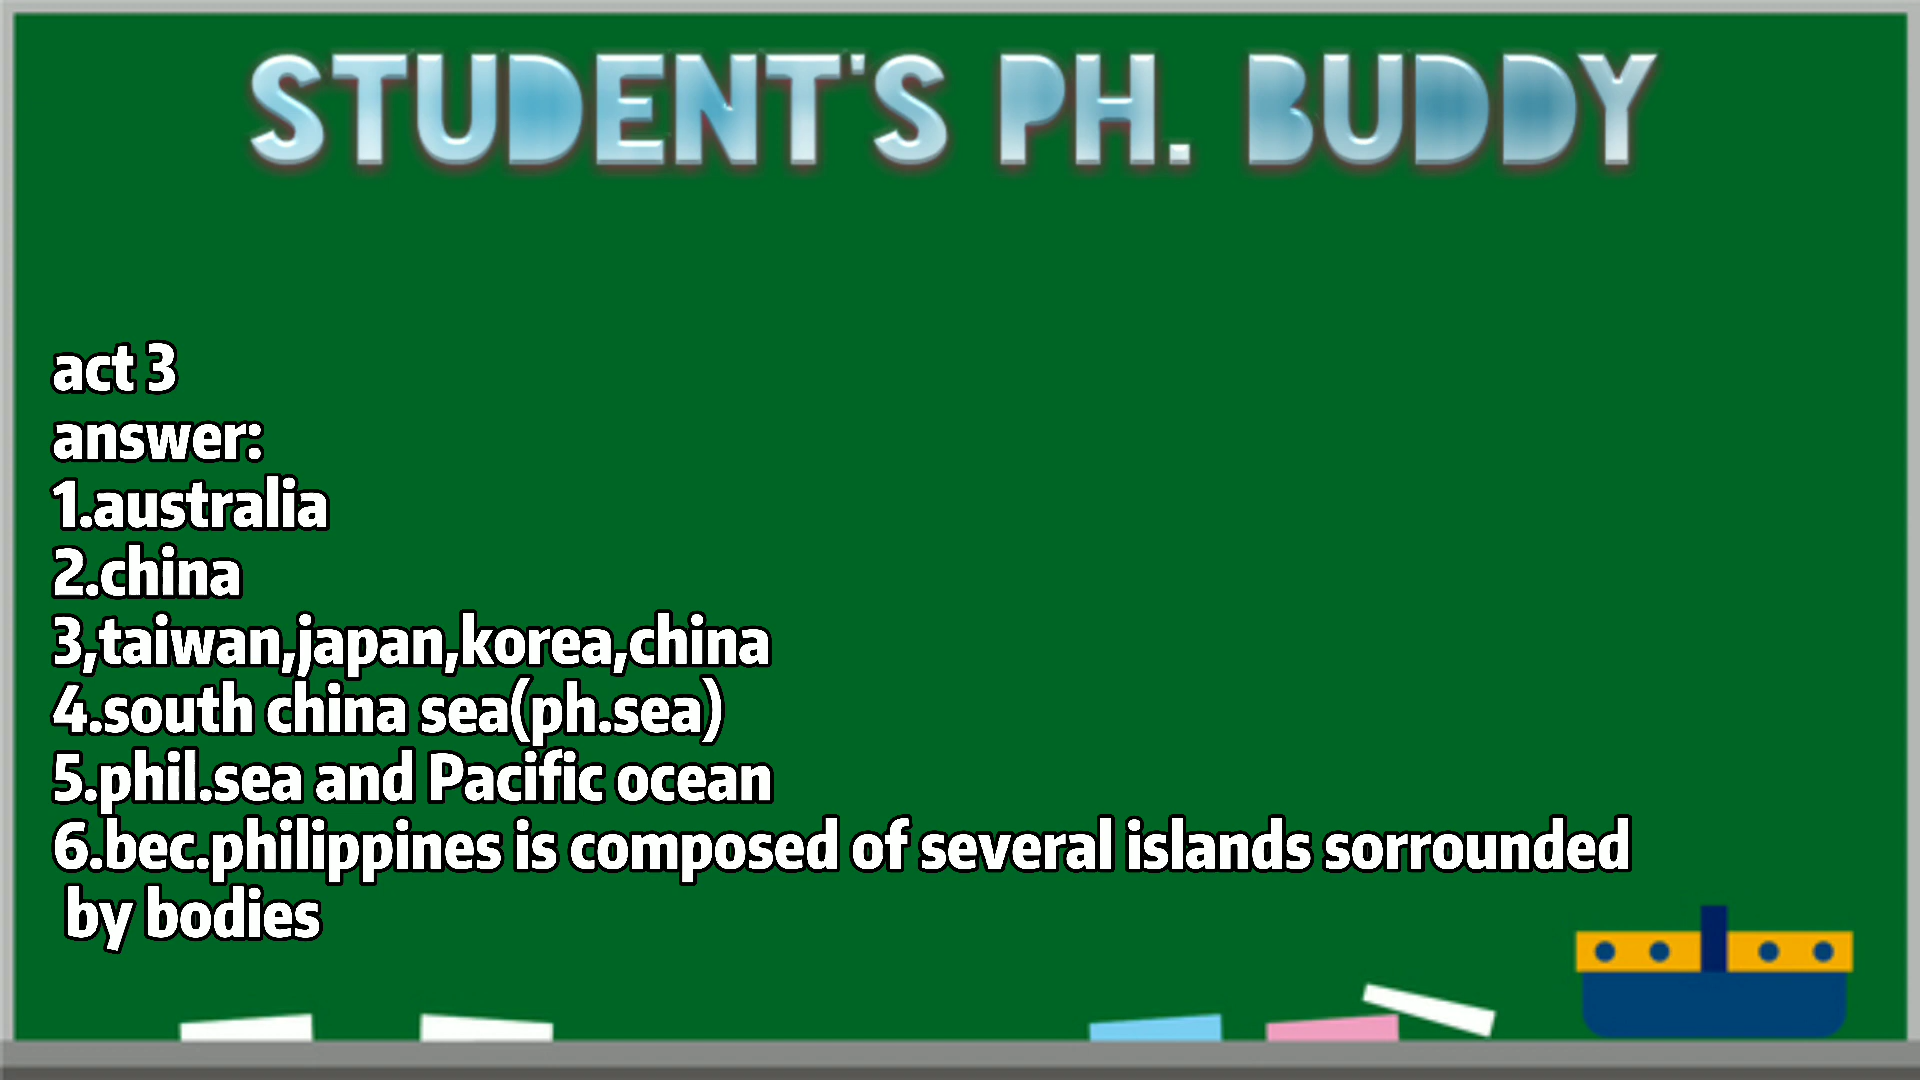 STUDENT'S PH. BUDDY
act 3
answer:
1.australia
2.china
3,taiwan,japan,korea,china
4.south china sea(ph.sea)
5.phil.sea and Pacific ocean
6.bec.philippines is composed of several islands sorrounded
by bodies